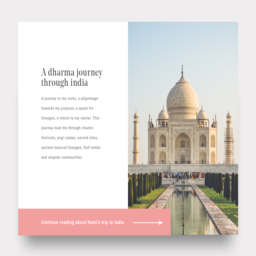 A dharma journey
through india
A journey to my roots, a pilgrimage
towards my purpose, a quest for
lineages, a return to my center. This
journey took me through chaotic
festivals, yogi camps, sacred sites,
ancient musical lineages, Sufi tombs
and utopian communities
Continue reading about Rumi's trip to India